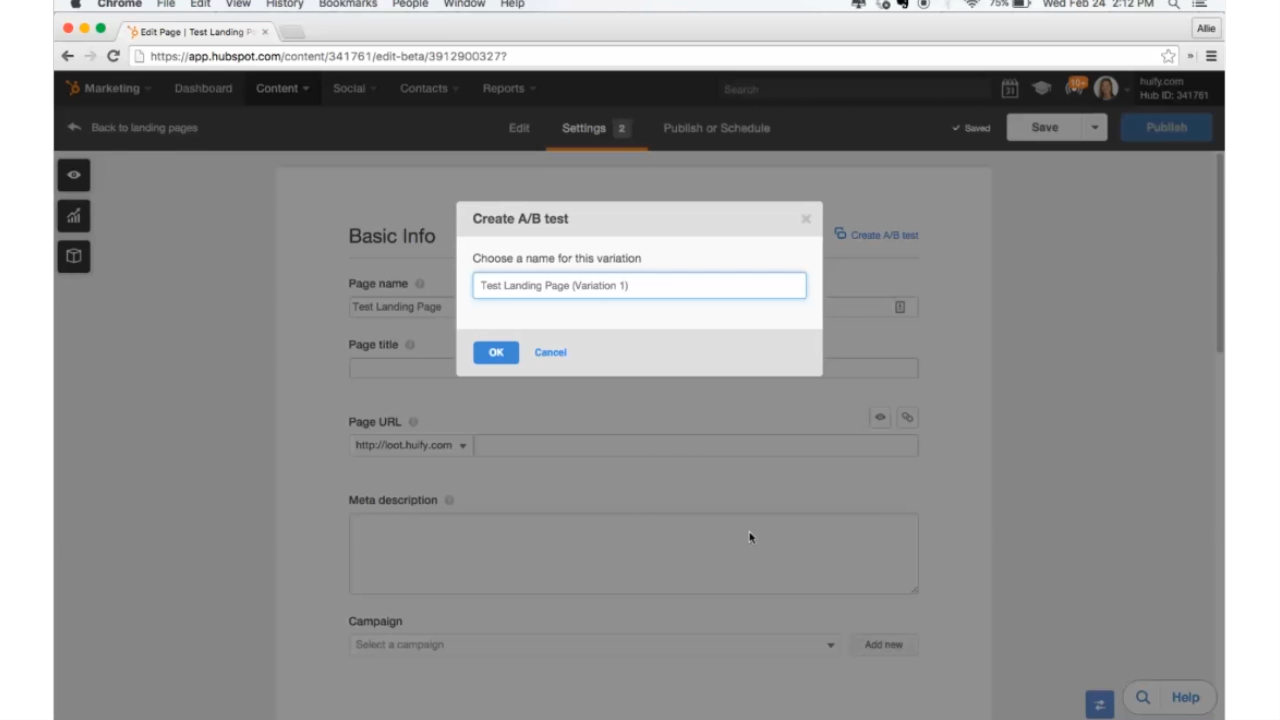 Chrome File Edit View History Bookmarks People Window Help 75% Wed Feb 24 2:12 PM
Edit Page | Test Landing P
Allie
https://app.hubspot.com/content/341761/edit-beta/3912900327?
Marketing Dashboard Content Social Contacts Reports Search 31 10+ huify.com
Hub ID: 341761
Back to landing pages Edit Settings 2 Publish or Schedule Saved Save Publish
Create A/B test
Basic Info Create A/B test
Choose a name for this variation
Page name
Test Landing Page (Variation 1)
Test Landing Page
Page title
OK Cancel
Page URL
http://loot.huify.com
Meta description
Campaign
Select a campaign Add new
Help